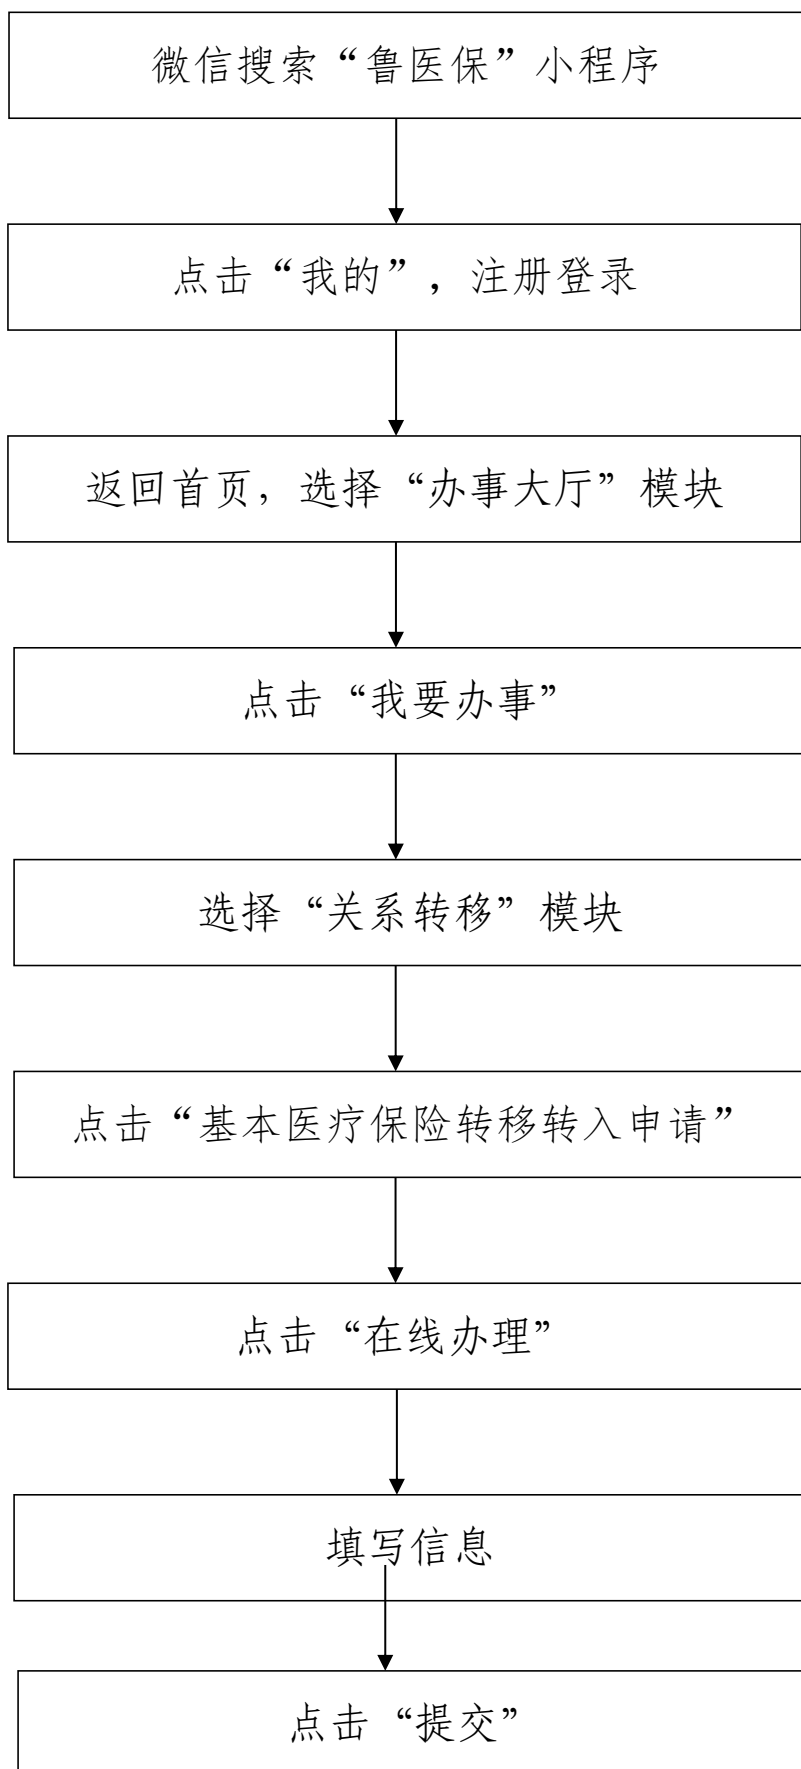 微信搜索“鲁医保”小程序
点击“我的”，注册登录
返回首页，选择“办事大厅”模块
点击“我要办事”
选择“关系转移”模块
点击“基本医疗保险转移转入申请”
点击“在线办理”
填写信息
点击“提交”